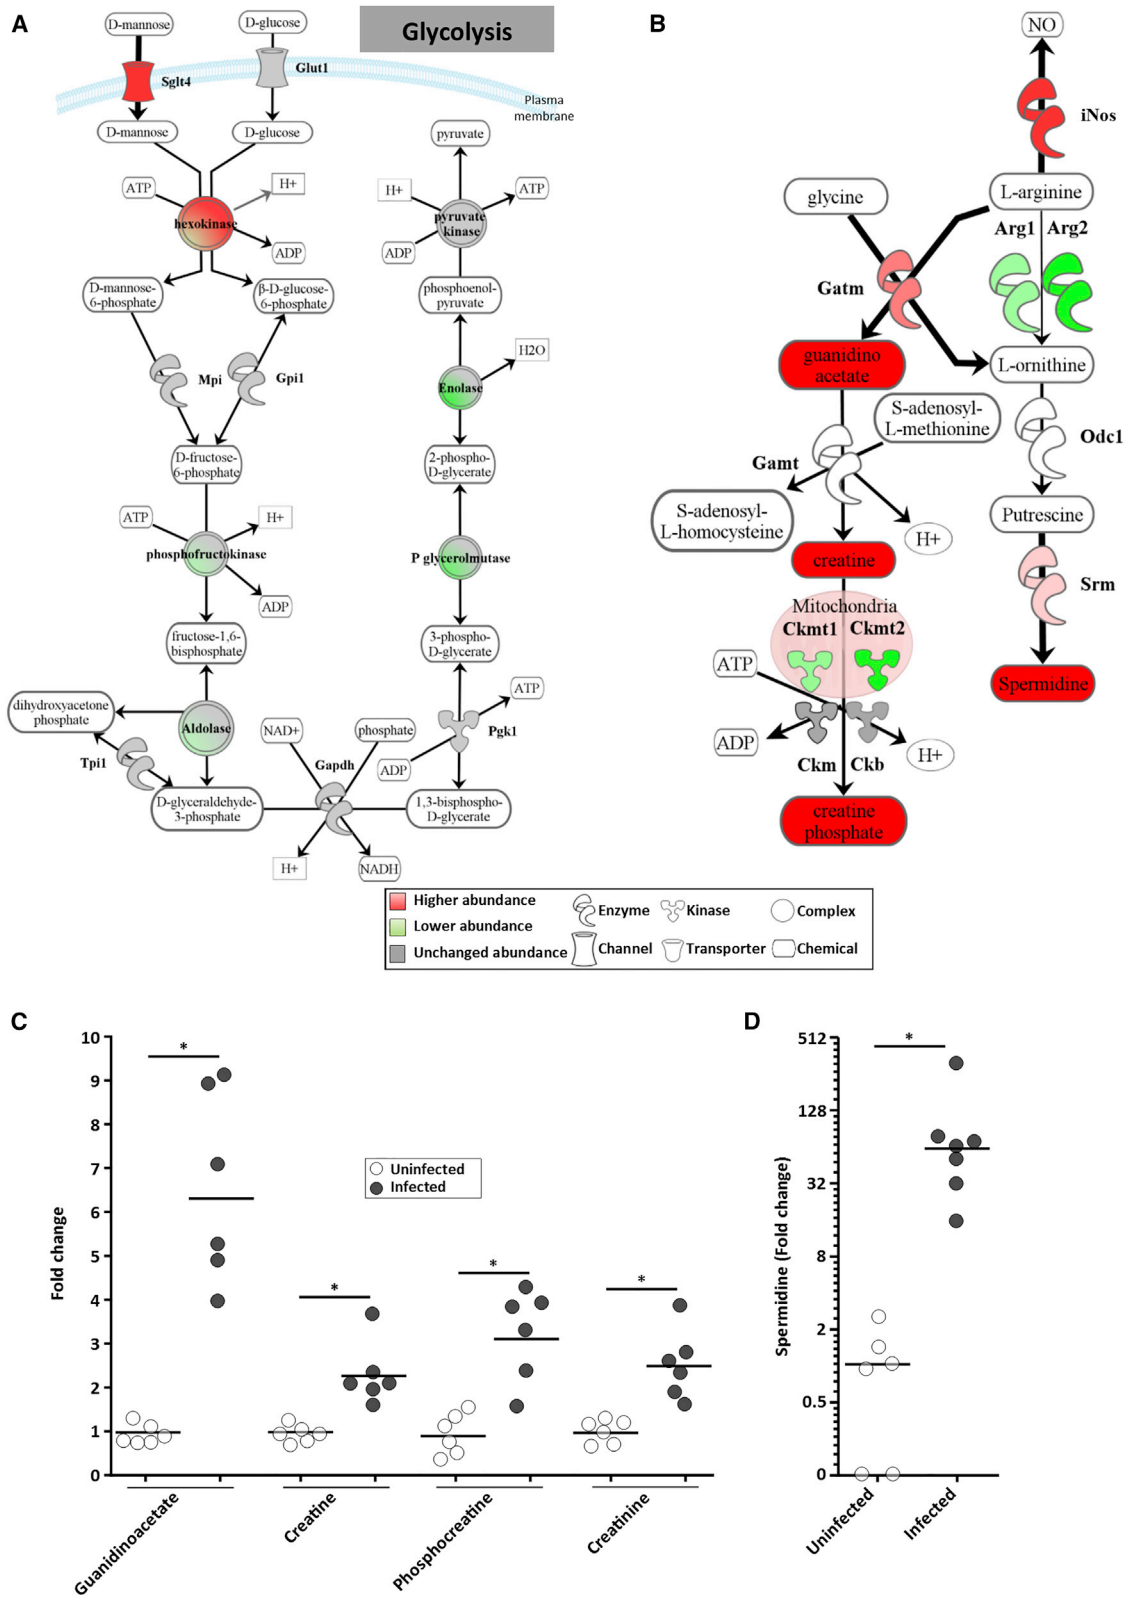 A
Glycolysis
D-mannose
D-glucose
Sglt4
Glut1
Plasma
membrane
D-mannose
D-glucose
ATP
H+
hexokinase
ADP
D-mannose-
6-phosphate
β-D-glucose-
6-phosphate
Mpi
Gpi1
D-fructose-
6-phosphate
ATP
H+
phosphofructokinase
ADP
fructose-1,6-
bisphosphate
dihydroxyacetone
phosphate
Aldolase
Tpi1
D-glyceraldehyde-
3-phosphate
NAD+
phosphate
Gapdh
H+
NADH
1,3-bisphospho-
D-glycerate
ADP
Pgk1
ATP
3-phospho-
D-glycerate
P glycerolmutase
2-phospho-
D-glycerate
Enolase
H2O
phosphoenol-
pyruvate
ADP
pyruvate
kinase
H+
ATP
pyruvate
B
NO
iNos
glycine
L-arginine
Arg1
Arg2
Gatm
guanidino
acetate
L-ornithine
S-adenosyl-
L-methionine
Odc1
Gamt
S-adenosyl-
L-homocysteine
H+
Putrescine
creatine
Srm
Mitochondria
Ckmt1
Ckmt2
ATP
Spermidine
ADP
H+
Ckm
Ckb
creatine
phosphate
Higher abundance
Lower abundance
Unchanged abundance
Enzyme
Kinase
Complex
Channel
Transporter
Chemical
C
10
9
8
7
6
5
4
3
2
1
0
Fold change
*
*
*
*
Uninfected
Infected
Guanidinoacetate
Creatine
Phosphocreatine
Creatinine
D
512
128
32
8
2
0.5
0
Spermidine (Fold change)
*
Uninfected
Infected